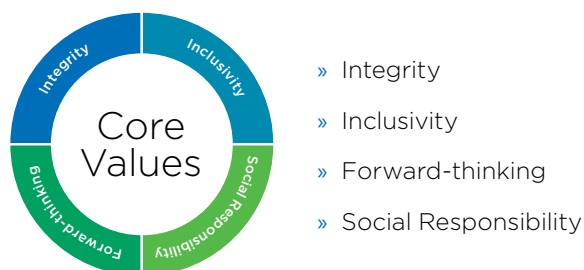 Integrity
Inclusivity
Core
Values
Forward-thinking
Social Responsibility
» Integrity
» Inclusivity
» Forward-thinking
» Social Responsibility